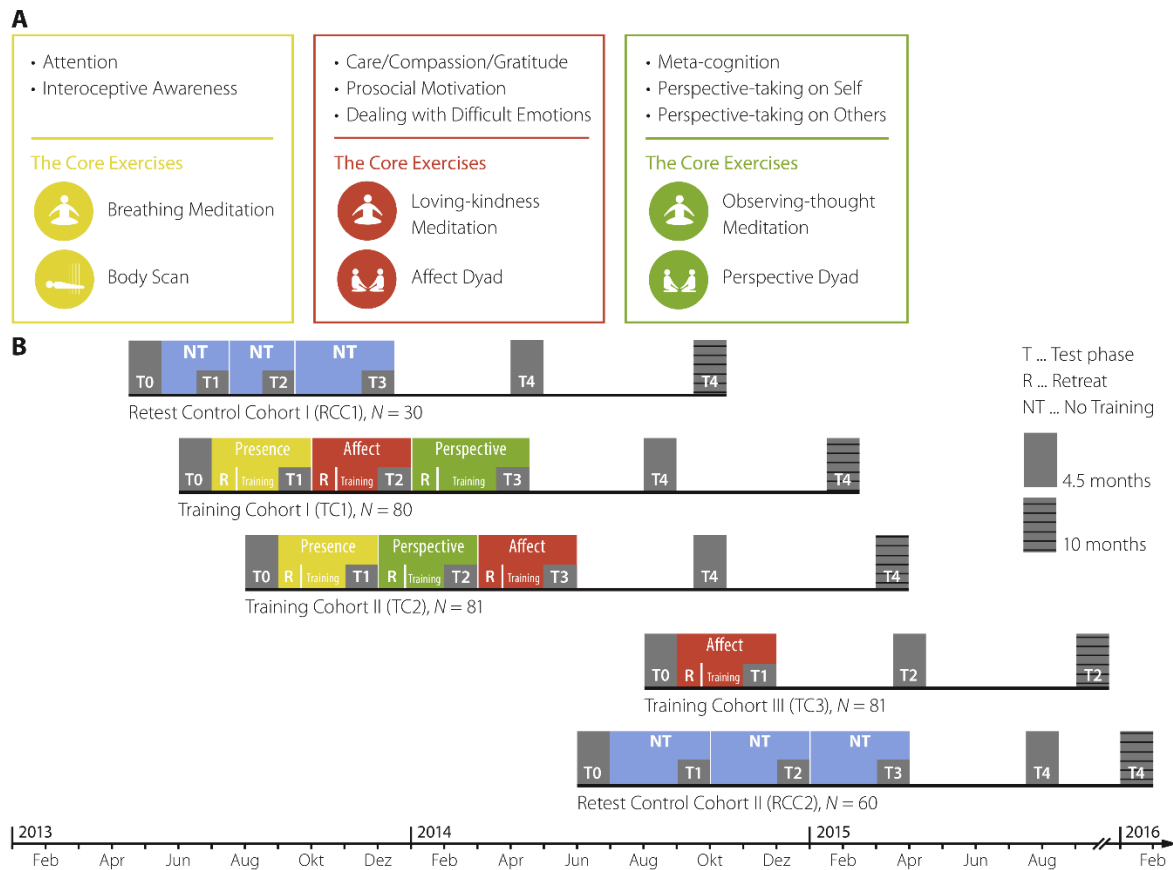 A
• Attention
• Interoceptive Awareness
The Core Exercises
Breathing Meditation
Body Scan
• Care/Compassion/Gratitude
• Prosocial Motivation
• Dealing with Difficult Emotions
The Core Exercises
Loving-kindness
Meditation
Affect Dyad
• Meta-cognition
• Perspective-taking on Self
• Perspective-taking on Others
The Core Exercises
Observing-thought
Meditation
Perspective Dyad
B
NT NT NT
T0 T1 T2 T3 T4 T4
Retest Control Cohort I (RCC1), N = 30
T ... Test phase
R ... Retreat
NT ... No Training
4.5 months
10 months
Presence Affect Perspective
T0 R Training T1 R Training T2 R Training T3 T4 T4
Training Cohort I (TC1), N = 80
Presence Perspective Affect
T0 R Training T1 R Training T2 R Training T3 T4 T4
Training Cohort II (TC2), N = 81
Affect
T0 R Training T1 T2 T2
Training Cohort III (TC3), N = 81
NT NT NT
T0 T1 T2 T3 T4 T4
Retest Control Cohort II (RCC2), N = 60
2013 2014 2015 2016
Feb Apr Jun Aug Okt Dez Feb Apr Jun Aug Okt Dez Feb Apr Jun Aug Feb